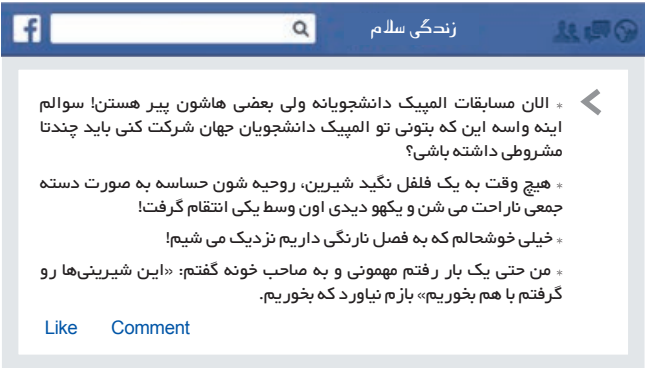 زندگی سلام
* الان مسابقات المپیک دانشجویانه ولی بعضی هاشون پیر هستن! سوالم
اینه واسه این که بتونی تو المپیک دانشجویان جهان شرکت کنی باید چندتا
مشروطی داشته باشی؟
* هیچ وقت به یک فلفل نگید شیرین، روحیه شون حساسه به صورت دسته
جمعی ناراحت می شن و یکهو دیدی اون وسط یکی انتقام گرفت!
* خیلی خوشحالم که به فصل نارنگی داریم نزدیک می شیم!
* من حتی یک بار رفتم مهمونی و به صاحب خونه گفتم: «این شیرینی‌ها رو
گرفتم با هم بخوریم» بازم نیاورد که بخوریم.
Like Comment